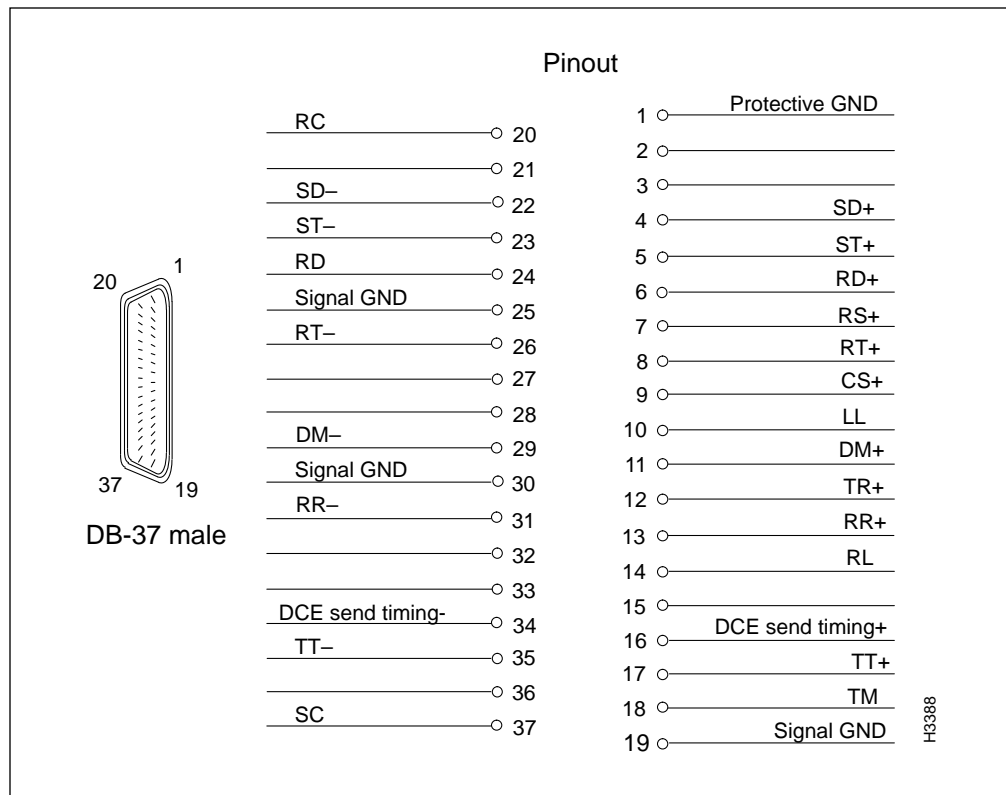 Pinout
RC 20
21
SD– 22
ST– 23
RD 24
Signal GND 25
RT– 26
27
28
DM– 29
Signal GND 30
RR– 31
32
33
DCE send timing- 34
TT– 35
36
SC 37
1 Protective GND
2
3
4 SD+
5 ST+
6 RD+
7 RS+
8 RT+
9 CS+
10 LL
11 DM+
12 TR+
13 RR+
14 RL
15
16 DCE send timing+
17 TT+
18 TM
19 Signal GND
20 1
37 19
DB-37 male
H3388